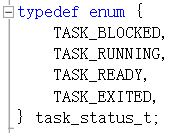 typedef enum {
    TASK_BLOCKED,
    TASK_RUNNING,
    TASK_READY,
    TASK_EXITED,
} task_status_t;